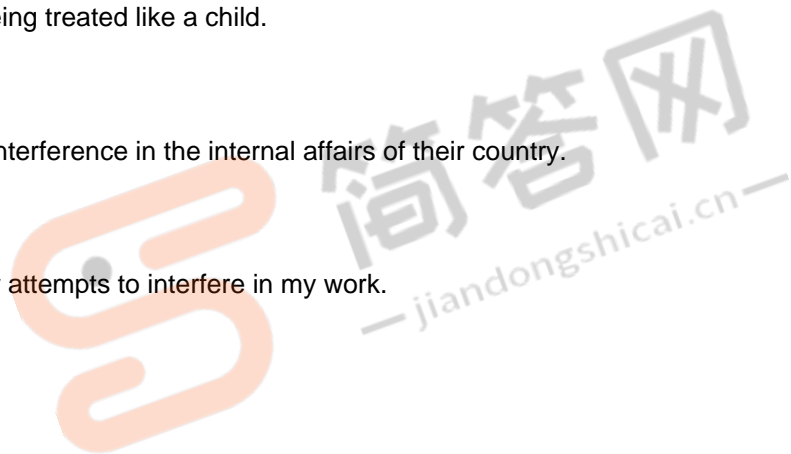 eing treated like a child.
nterference in the internal affairs of their country.
attempts to interfere in my work.
简答网
jiandongshicai.cn